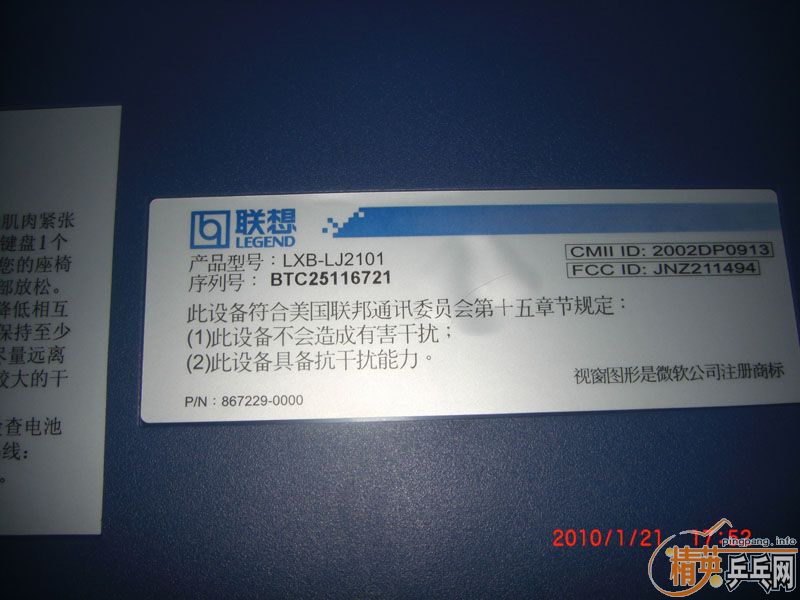 肌肉紧张
键盘1个
您的座椅
部放松。
降低相互
保持至少
尽量远离
较大的干
检查电池
线:
。
联想
LEGEND
产品型号：LXB-LJ2101
序列号：BTC25116721
CMII ID: 2002DP0913
FCC ID: JNZ211494
此设备符合美国联邦通讯委员会第十五章节规定：
(1)此设备不会造成有害干扰；
(2)此设备具备抗干扰能力。
视窗图形是微软公司注册商标
P/N：867229-0000
2010/1/21 17:52
pingpang.info
精英乒乓网